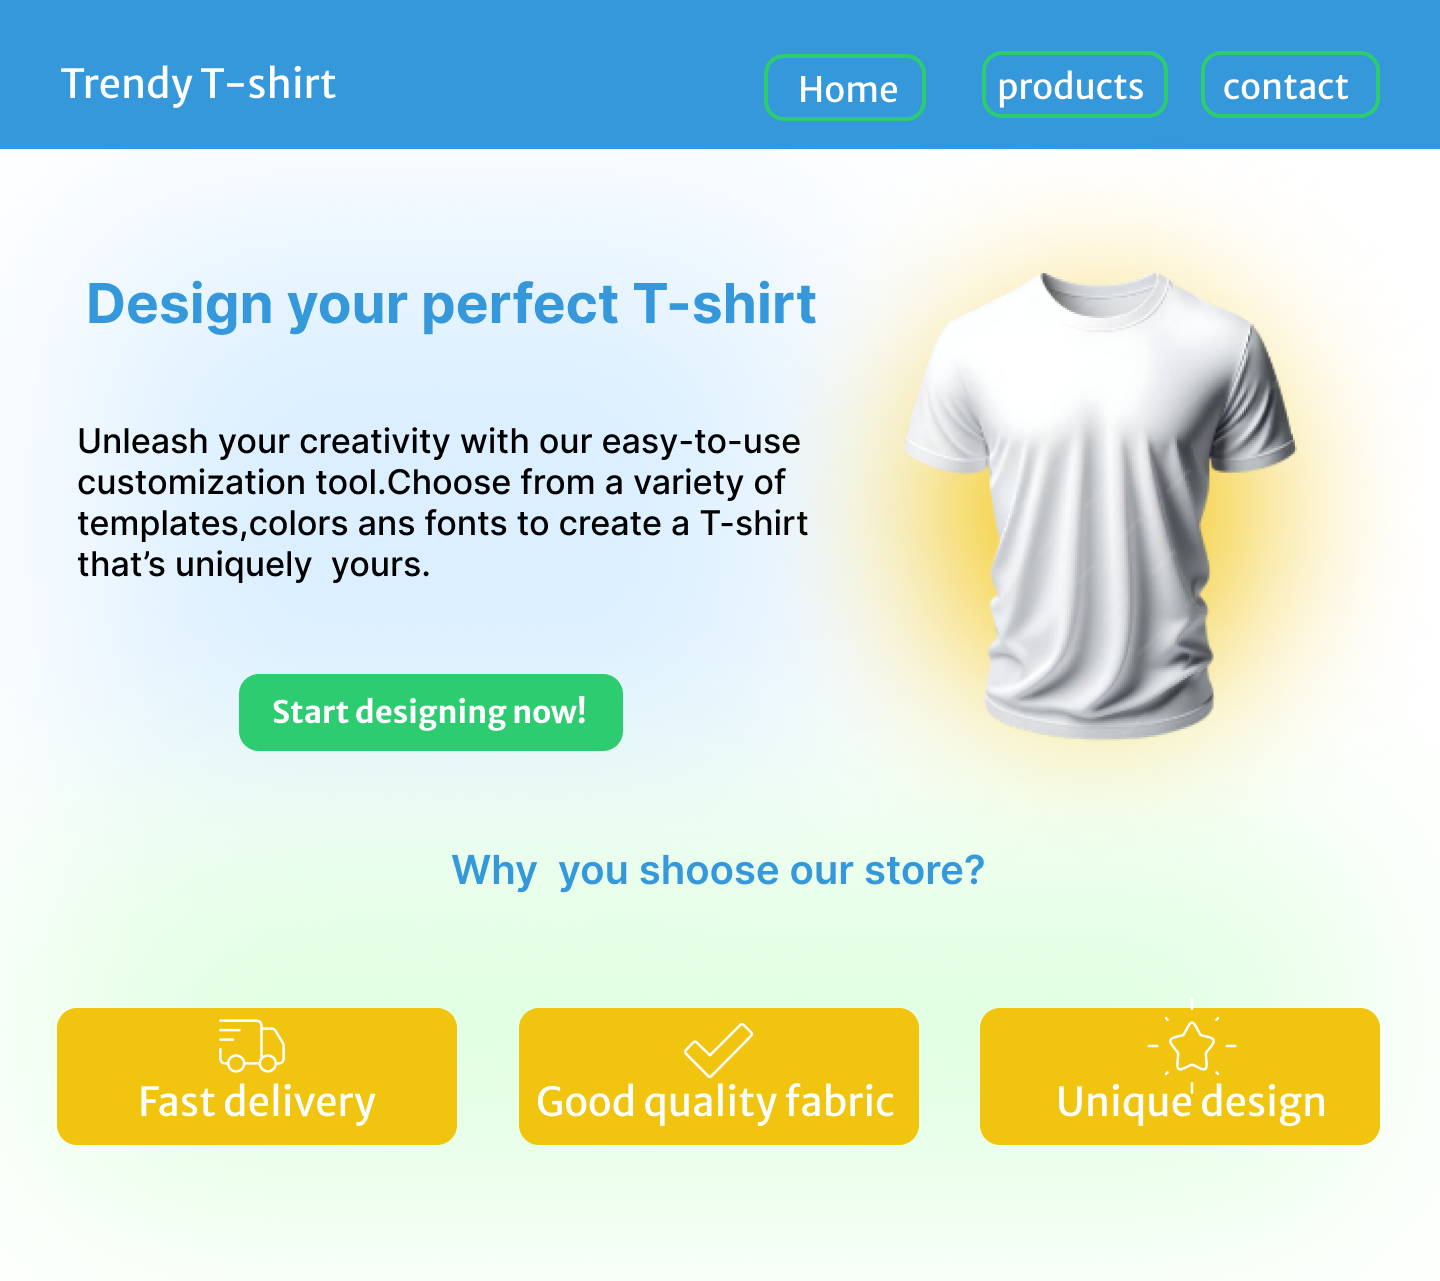 Trendy T-shirt
Home
products
contact
Design your perfect T-shirt
Unleash your creativity with our easy-to-use
customization tool.Choose from a variety of
templates,colors ans fonts to create a T-shirt
that’s uniquely  yours.
Start designing now!
Why  you shoose our store?
Fast delivery
Good quality fabric
Unique design